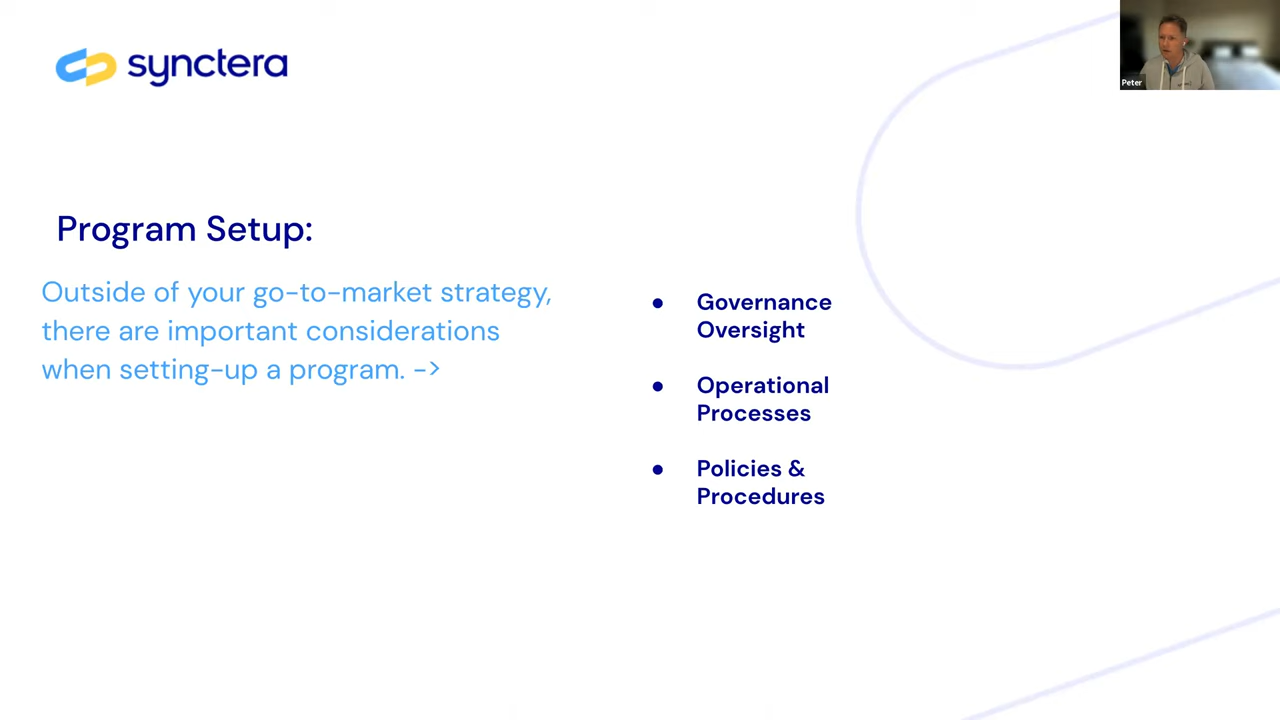 synctera
Peter
Program Setup:
Outside of your go-to-market strategy,
there are important considerations
when setting-up a program. ->
● Governance
Oversight
● Operational
Processes
● Policies &
Procedures